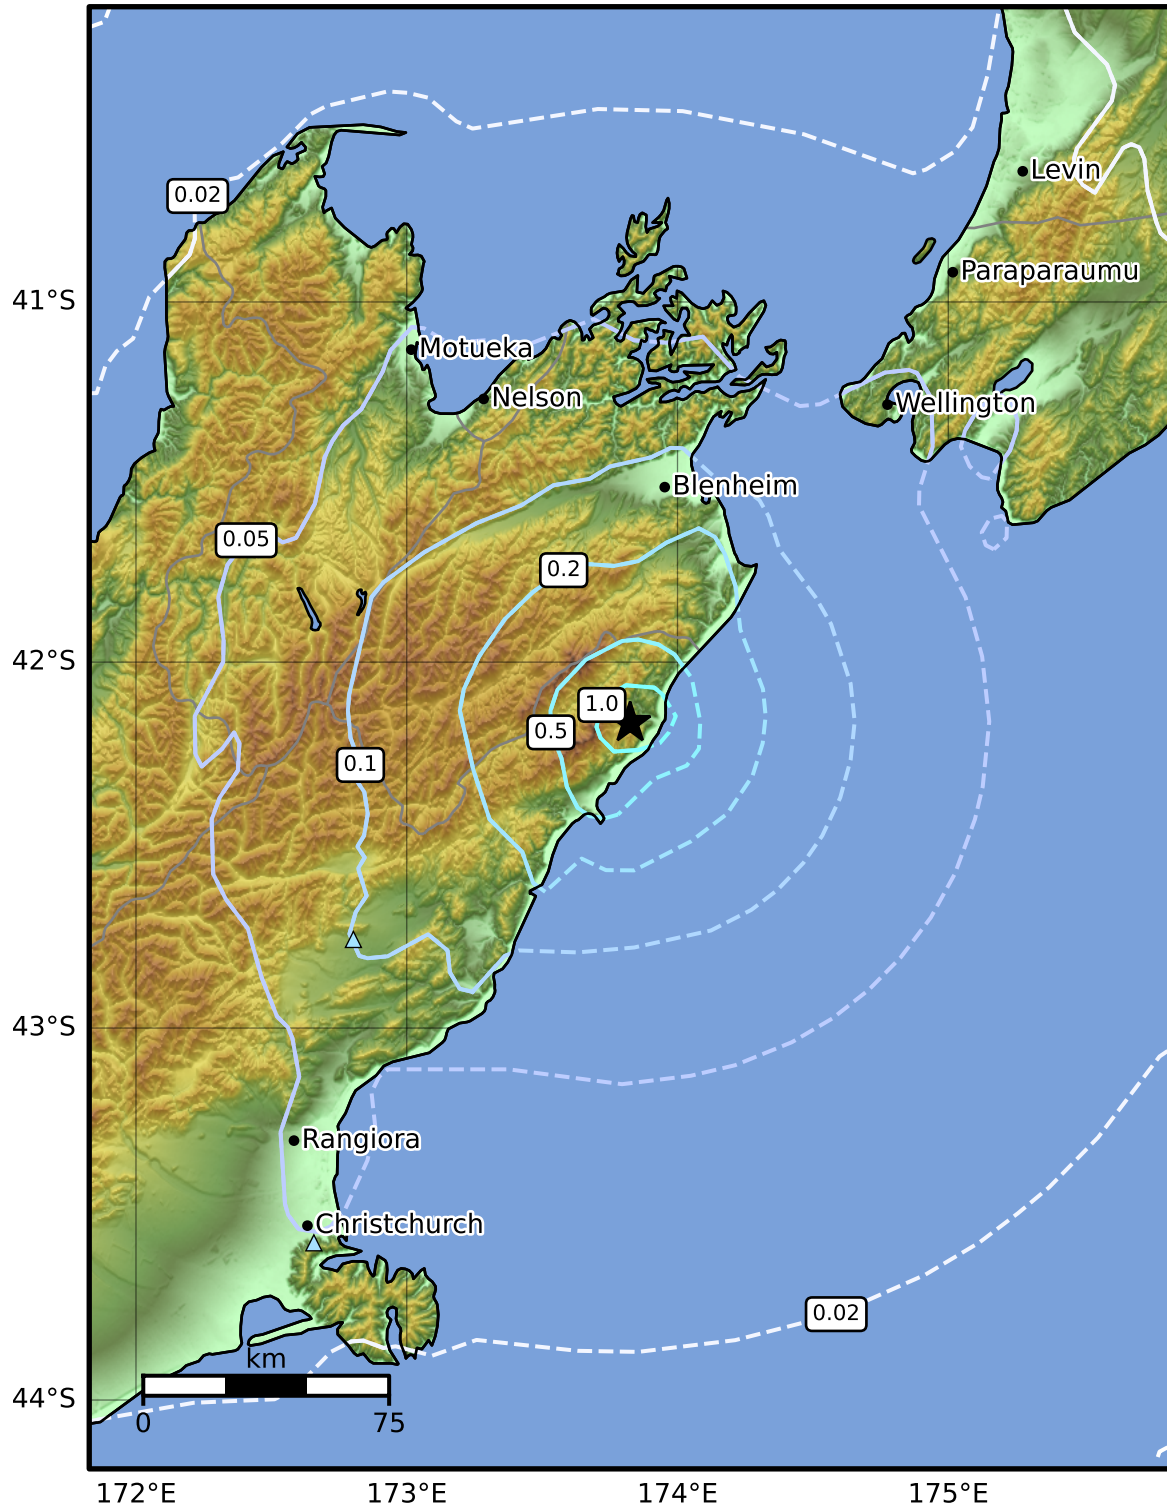 Levin
0.02
Paraparaumu
41°S
Motueka
Nelson
Wellington
Blenheim
0.05
0.2
42°S
1.0
0.5
0.1
43°S
Rangiora
Christchurch
0.02
km
44°S
0 75
172°E 173°E 174°E 175°E